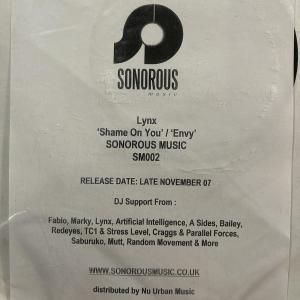 SONOROUS
music
Lynx
'Shame On You' / 'Envy'
SONOROUS MUSIC
SM002
RELEASE DATE: LATE NOVEMBER 07
DJ Support From :
Fabio, Marky, Lynx, Artificial Intelligence, A Sides, Bailey,
Redeyes, TC1 & Stress Level, Craggs & Parallel Forces,
Saburuko, Mutt, Random Movement & More
WWW.SONOROUSMUSIC.CO.UK
distributed by Nu Urban Music